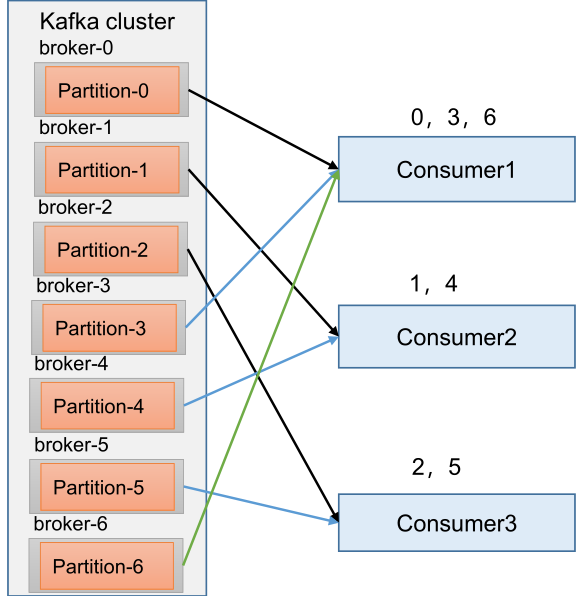 Kafka cluster
broker-0
Partition-0
broker-1
Partition-1
broker-2
Partition-2
broker-3
Partition-3
broker-4
Partition-4
broker-5
Partition-5
broker-6
Partition-6
0，3，6
Consumer1
1，4
Consumer2
2，5
Consumer3